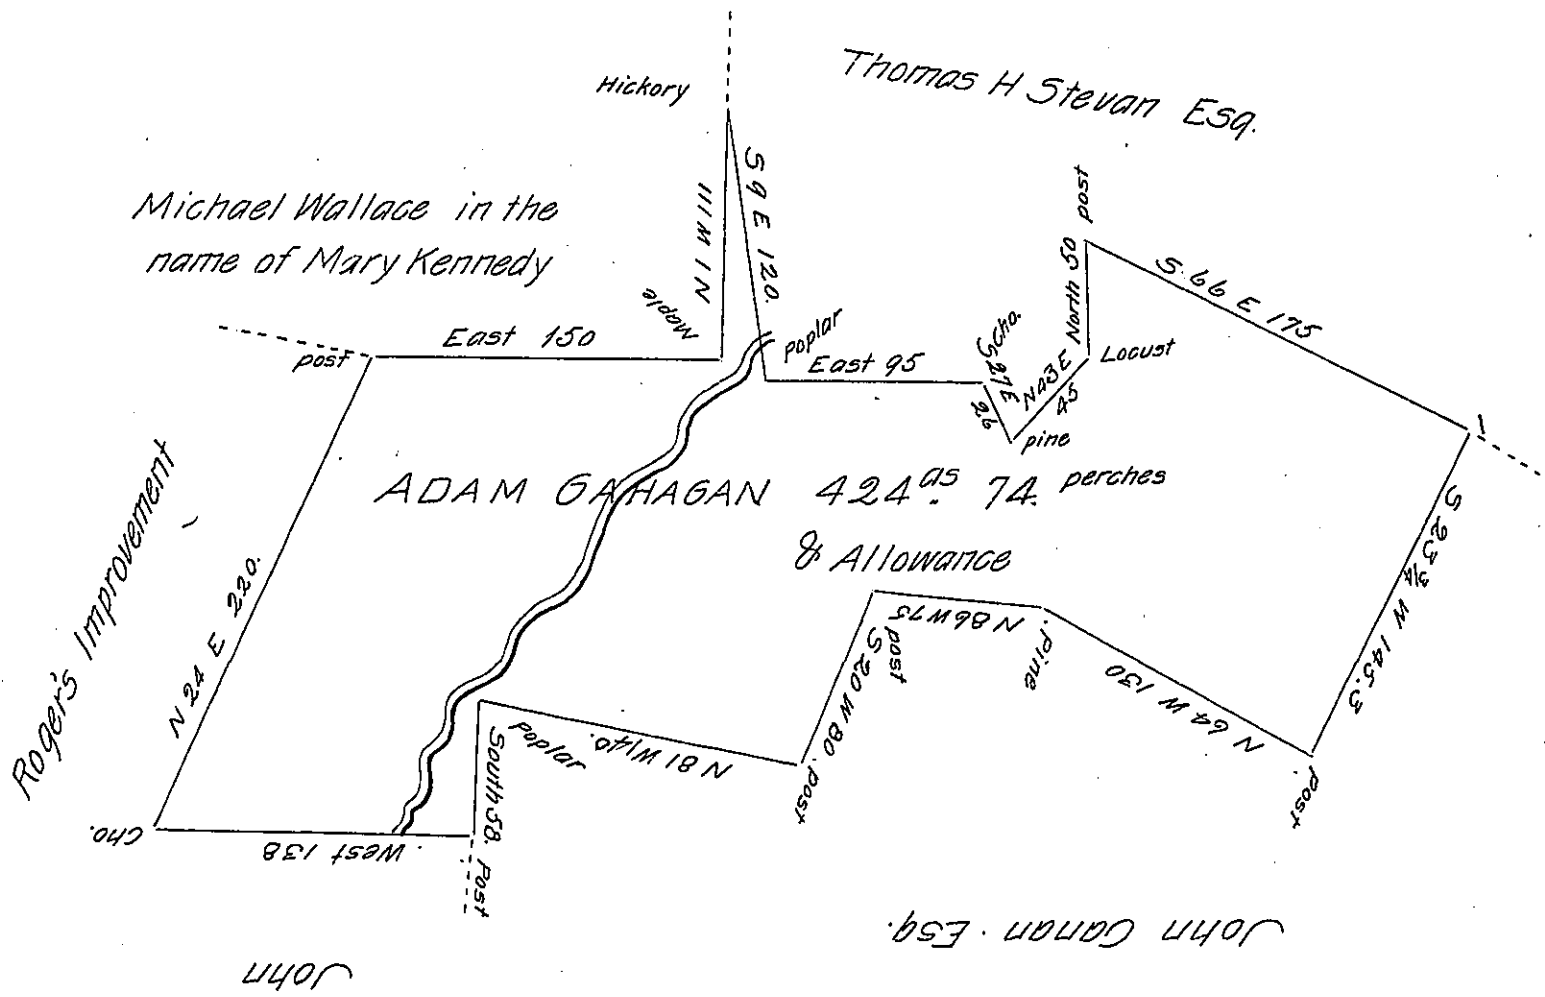 Hickory
Thomas H Stevan Esq.
Michael Wallace in the
name of Mary Kennedy
N 1 W 111
S 9 E 120.
Maple
post
North 50
S. 66 E 175
East 150
post
poplar
East 95
Cho.
S 27 E
26
N 43 E
45
Locust
pine
1
Roger's Improvement
ADAM GAHAGAN 424 as. 74. perches
& Allowance
N 24 E 220.
S 23 3/4 W 145.3
N 86 W 75
post
S 20 W 80.
Pine
N 64 W 130
poplar
N 81 W 140.
post
post
South 58.
Post
Cho.
West 138
John Canan Esq.
John